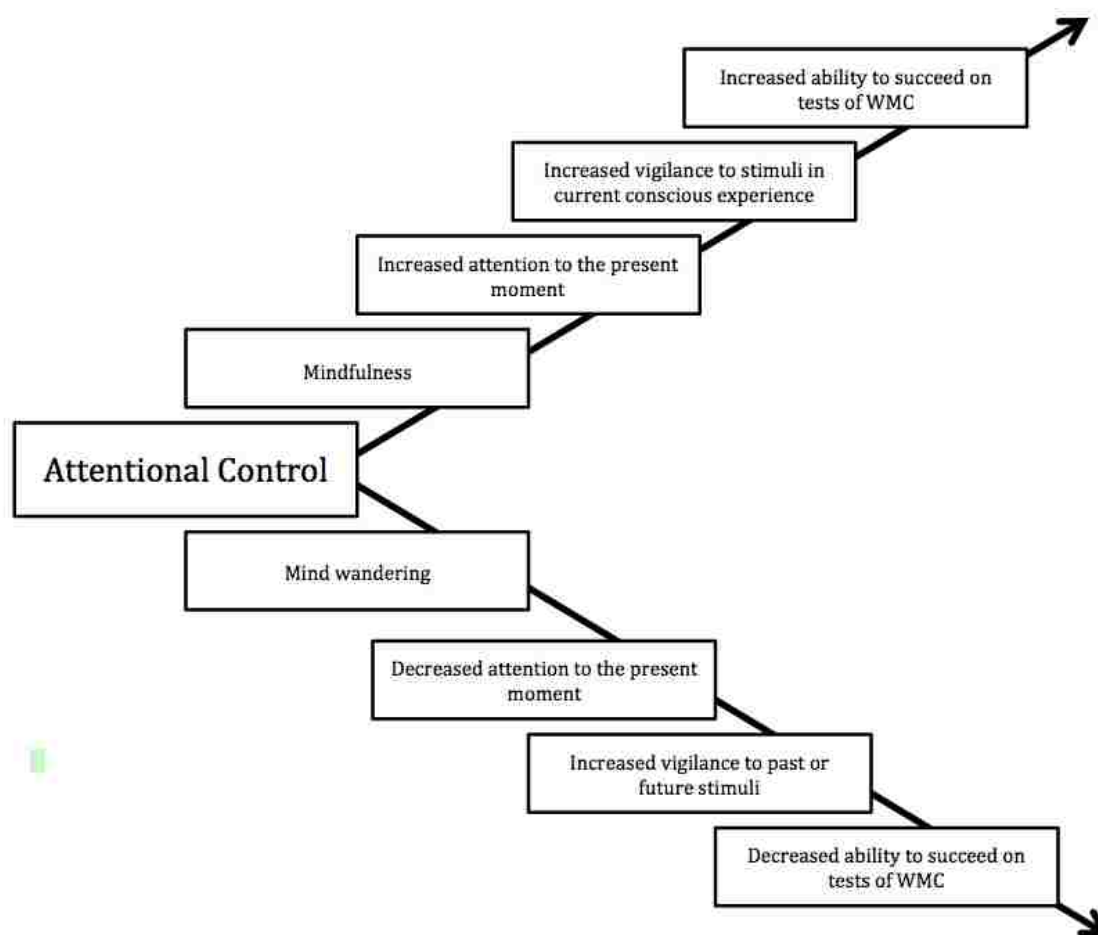 Increased ability to succeed on
tests of WMC
Increased vigilance to stimuli in
current conscious experience
Increased attention to the present
moment
Mindfulness
Attentional Control
Mind wandering
Decreased attention to the present
moment
Increased vigilance to past or
future stimuli
Decreased ability to succeed on
tests of WMC